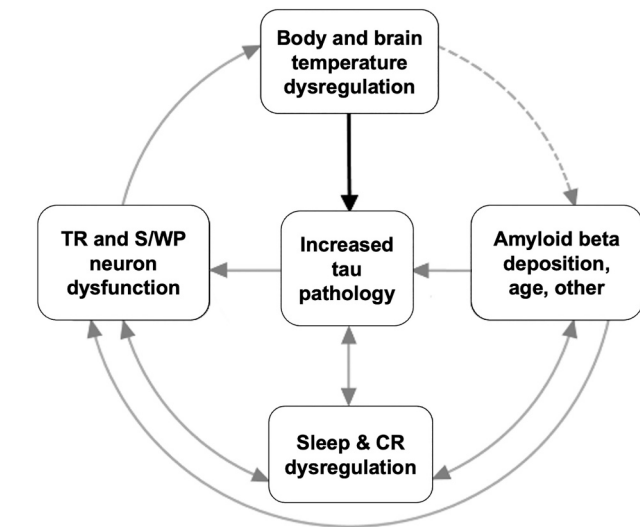 Body and brain
temperature
dysregulation
TR and S/WP
neuron
dysfunction
Increased
tau
pathology
Amyloid beta
deposition,
age, other
Sleep & CR
dysregulation